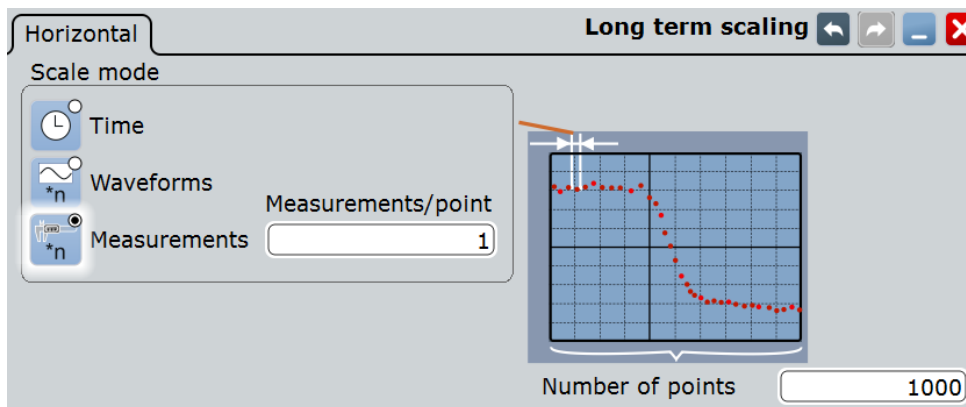 Horizontal
Long term scaling
Scale mode
Time
*n
Waveforms
Measurements/point
*n
Measurements
1
Number of points
1000